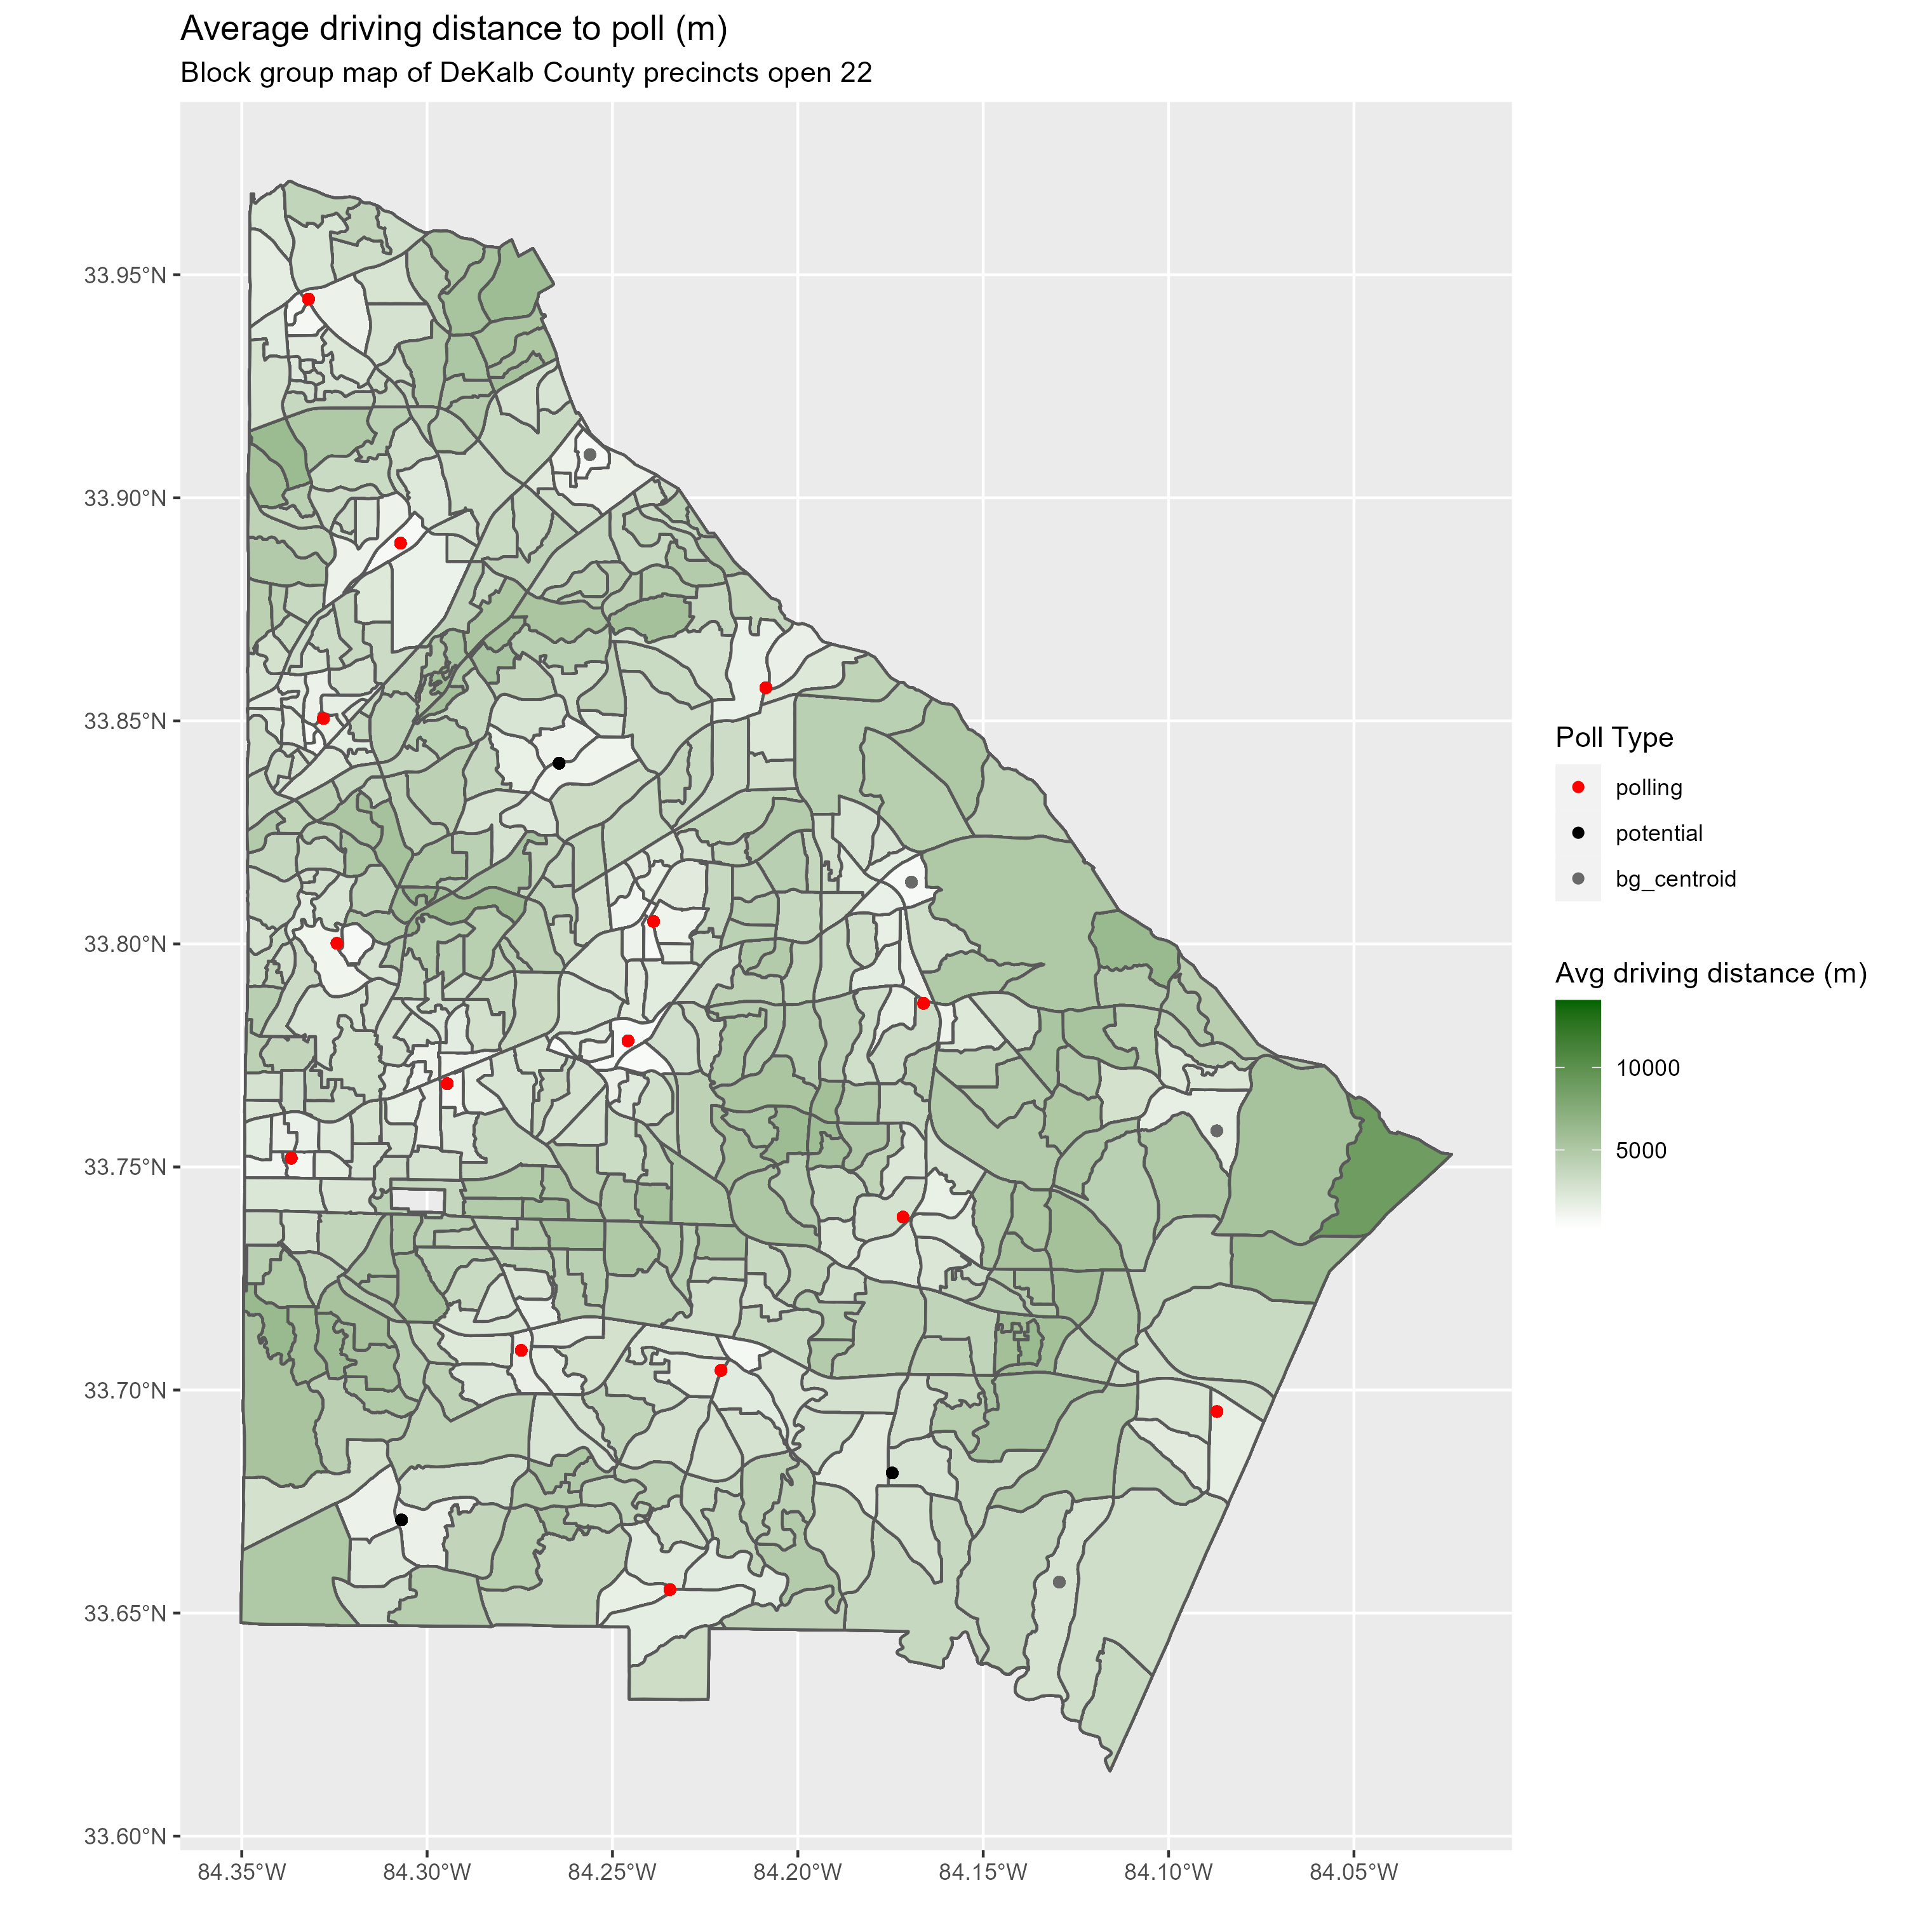 Average driving distance to poll (m)
Block group map of DeKalb County precincts open 22
33.95°N
33.90°N
33.85°N
33.80°N
33.75°N
33.70°N
33.65°N
33.60°N
84.35°W
84.30°W
84.25°W
84.20°W
84.15°W
84.10°W
84.05°W
Poll Type
polling
potential
bg_centroid
Avg driving distance (m)
10000
5000